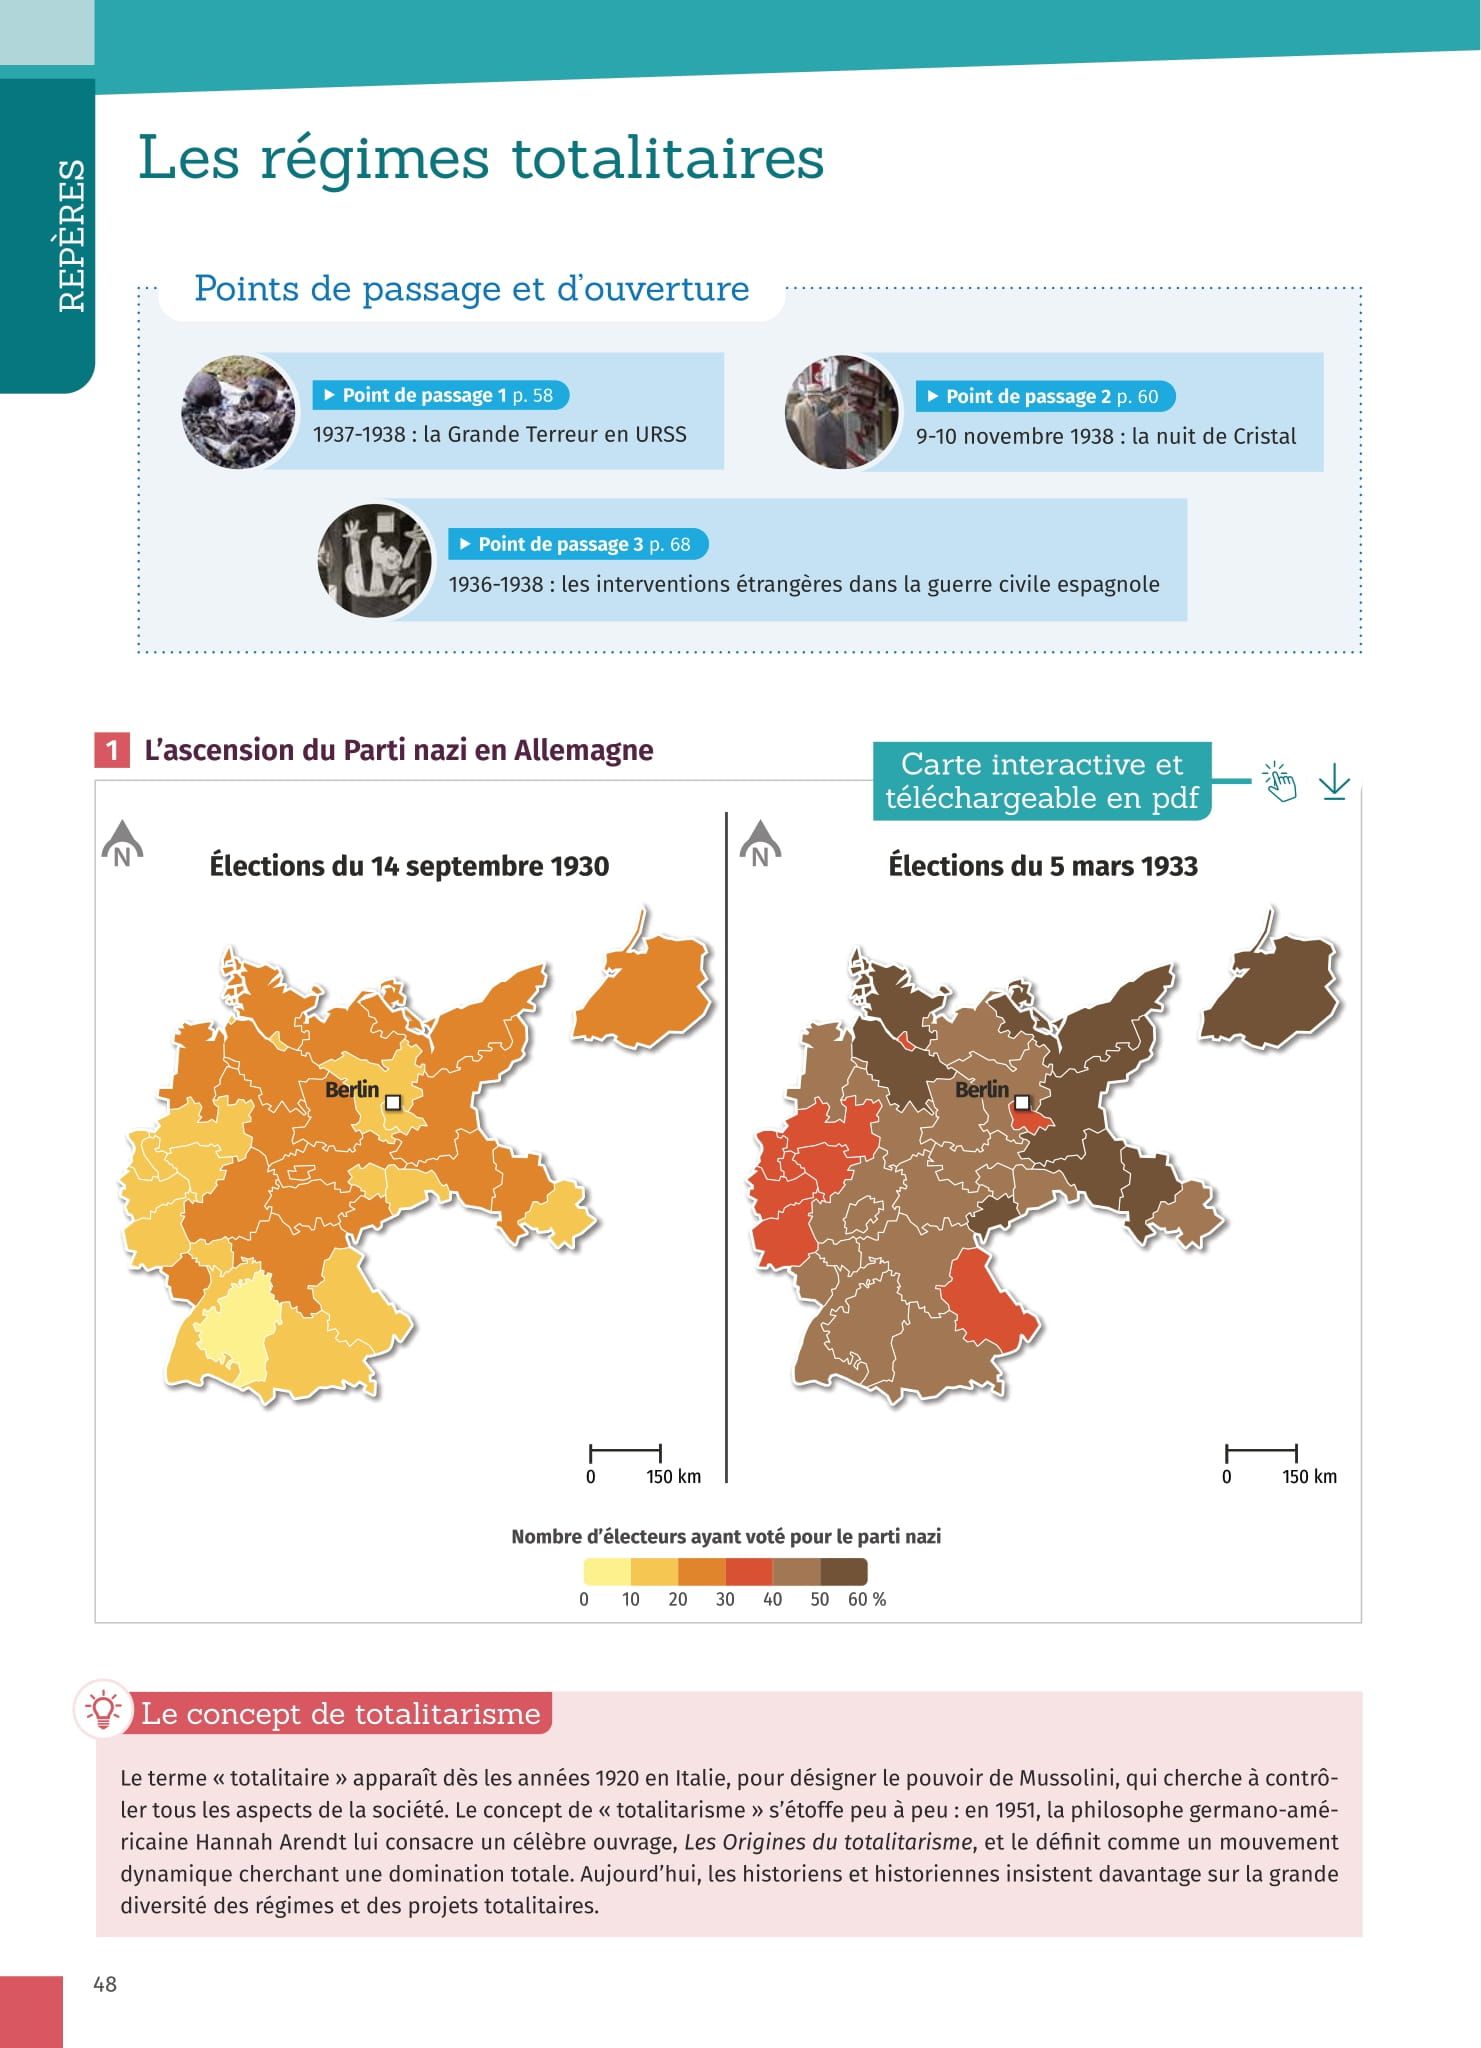 REPÈRES
Les régimes totalitaires
Points de passage et d'ouverture
▶ Point de passage 1 p. 58
1937-1938 : la Grande Terreur en URSS
▶ Point de passage 2 p. 60
9-10 novembre 1938 : la nuit de Cristal
▶ Point de passage 3 p. 68
1936-1938 : les interventions étrangères dans la guerre civile espagnole
1 L'ascension du Parti nazi en Allemagne
Carte interactive et
téléchargeable en pdf
N
Élections du 14 septembre 1930
Berlin
0 150 km
N
Élections du 5 mars 1933
Berlin
0 150 km
Nombre d'électeurs ayant voté pour le parti nazi
0 10 20 30 40 50 60 %
Le concept de totalitarisme
Le terme « totalitaire » apparaît dès les années 1920 en Italie, pour désigner le pouvoir de Mussolini, qui cherche à contrô-
ler tous les aspects de la société. Le concept de « totalitarisme » s'étoffe peu à peu : en 1951, la philosophe germano-amé-
ricaine Hannah Arendt lui consacre un célèbre ouvrage, Les Origines du totalitarisme, et le définit comme un mouvement
dynamique cherchant une domination totale. Aujourd'hui, les historiens et historiennes insistent davantage sur la grande
diversité des régimes et des projets totalitaires.
48